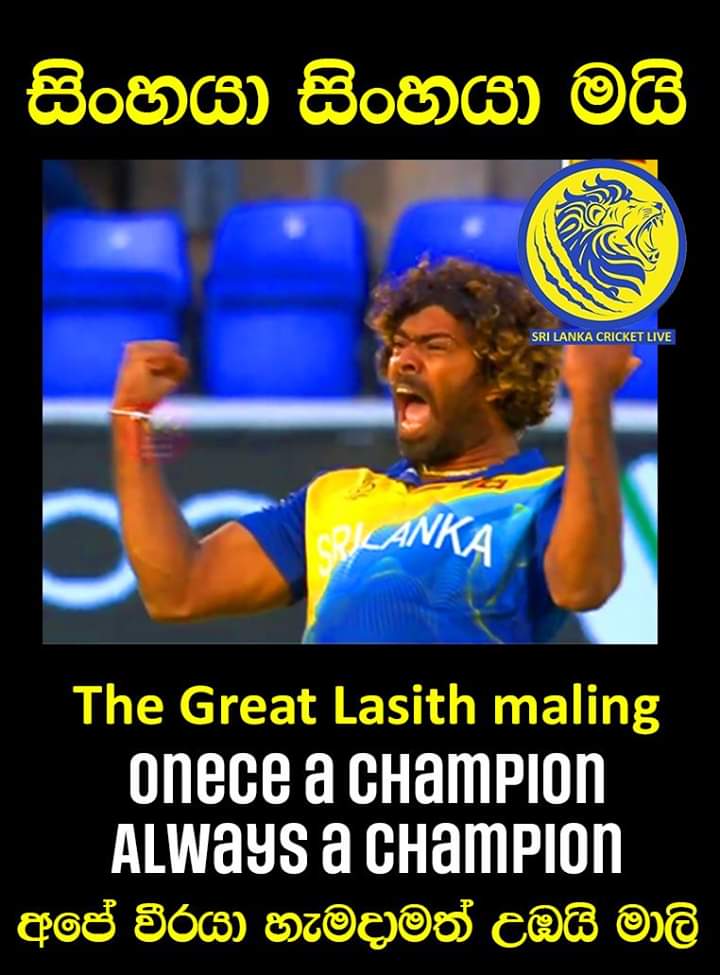 සිංහයා සිංහයා මයි
SRI LANKA CRICKET LIVE
SRI LANKA
The Great Lasith maling
Onece a Champion
Always a Champion
අපේ වීරයා හැමදාමත් උඹයි මාලි